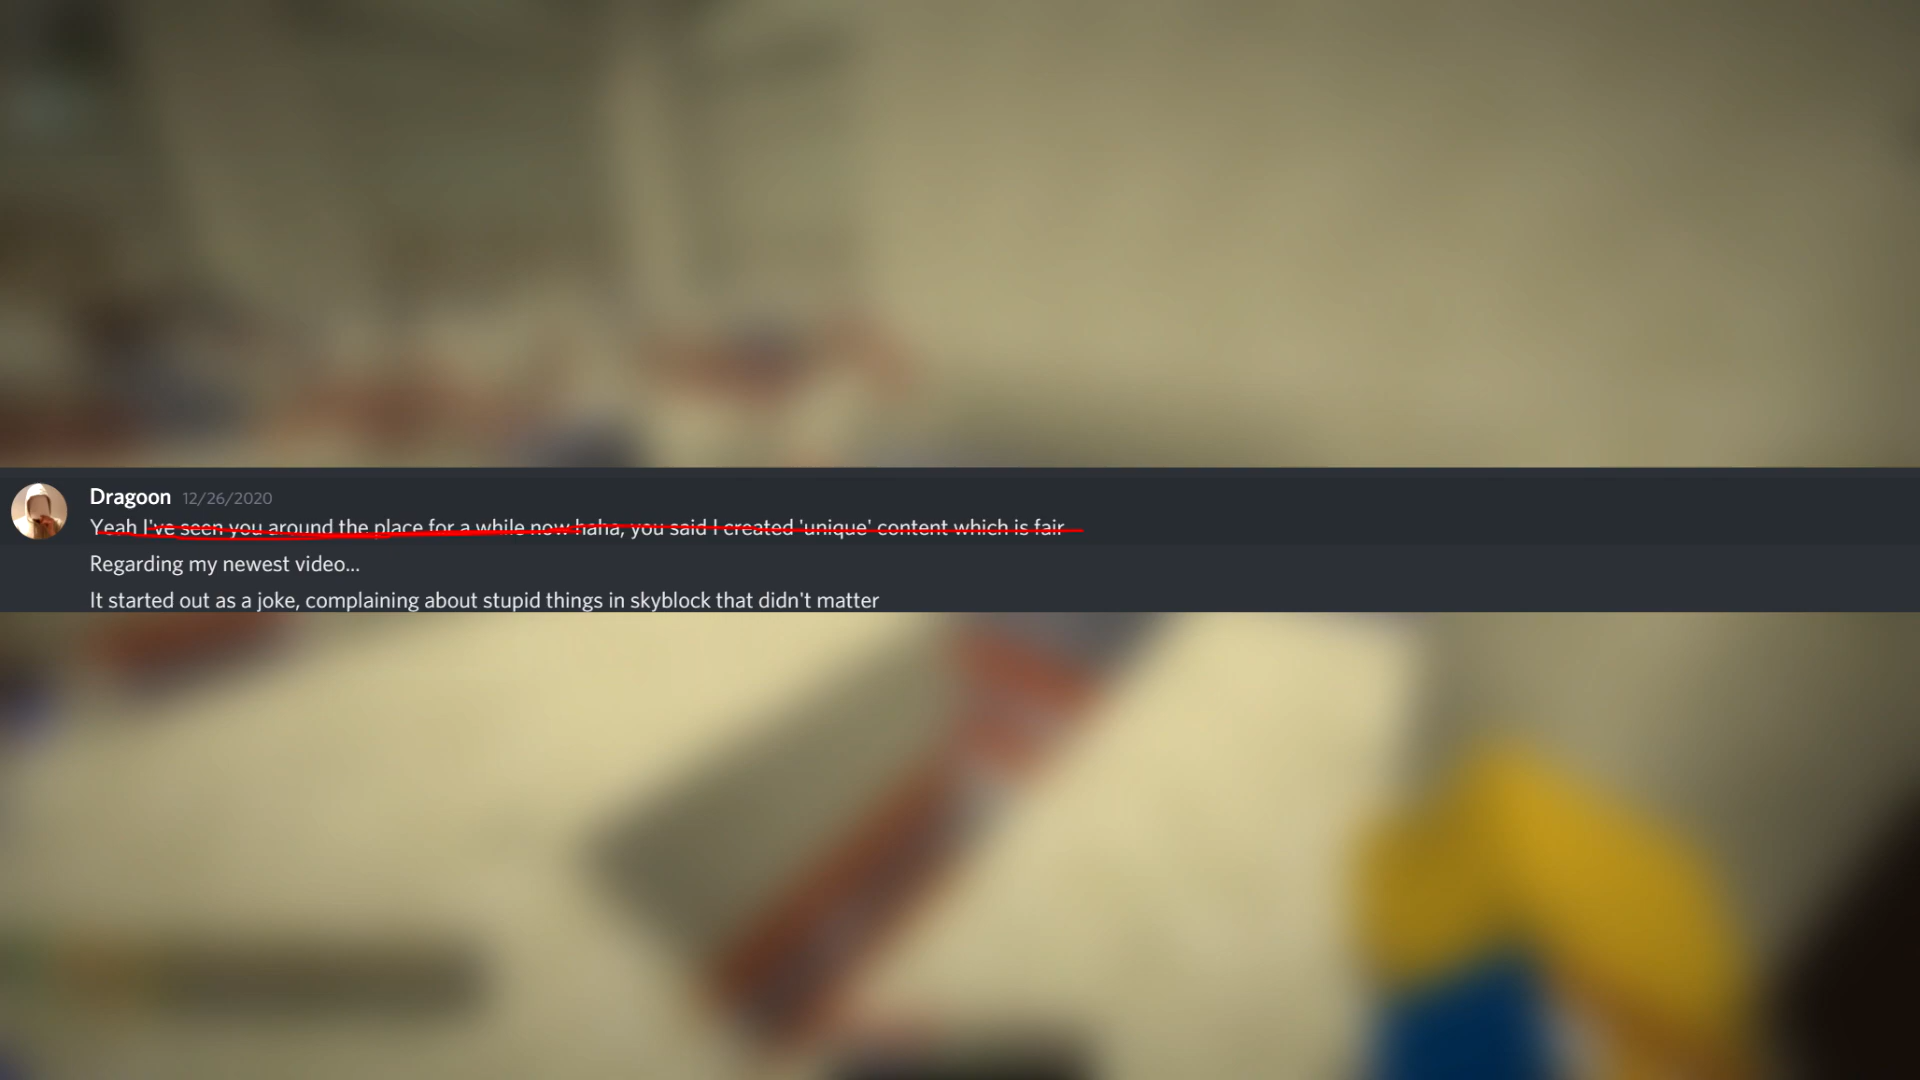 Dragoon 12/26/2020
Yeah I've seen you around the place for a while now haha, you said I created 'unique' content which is fair
Regarding my newest video...
It started out as a joke, complaining about stupid things in skyblock that didn't matter